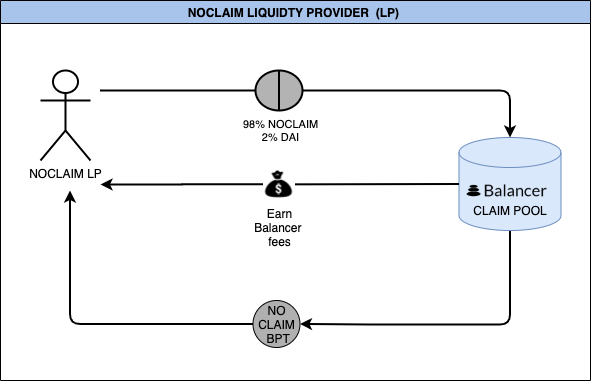 NOCLAIM LIQUIDTY PROVIDER (LP)
98% NOCLAIM
2% DAI
NOCLAIM LP
$
Balancer
CLAIM POOL
Earn
Balancer
fees
NO
CLAIM
BPT